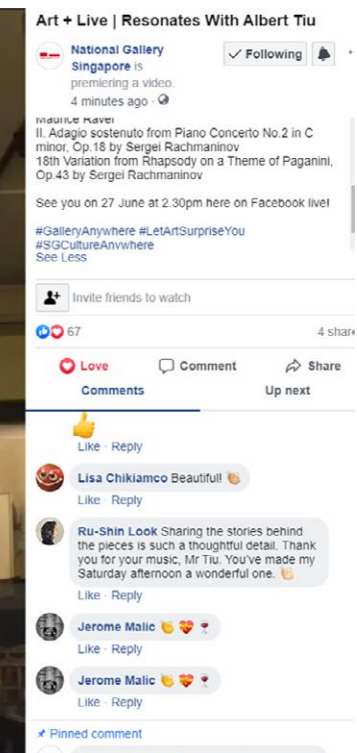 Art + Live | Resonates With Albert Tiu
National Gallery
Singapore is
Following
premiering a video.
4 minutes ago
Maurice Ravel
II. Adagio sostenuto from Piano Concerto No.2 in C
minor, Op.18 by Sergei Rachmaninov
18th Variation from Rhapsody on a Theme of Paganini,
Op.43 by Sergei Rachmaninov
See you on 27 June at 2.30pm here on Facebook live!
#GalleryAnywhere #LetArtSurpriseYou
#SGCultureAnywhere
See Less
Invite friends to watch
67
4 share
Love Comment Share
Comments Up next
Like · Reply
Lisa Chikiamco Beautiful! 👏
Like · Reply
Ru-Shin Look Sharing the stories behind
the pieces is such a thoughtful detail. Thank
you for your music, Mr Tiu. You've made my
Saturday afternoon a wonderful one. 👏
Like · Reply
Jerome Malic 👏 💝 🍷
Like · Reply
Jerome Malic 👏 💝 🍷
Like · Reply
Pinned comment